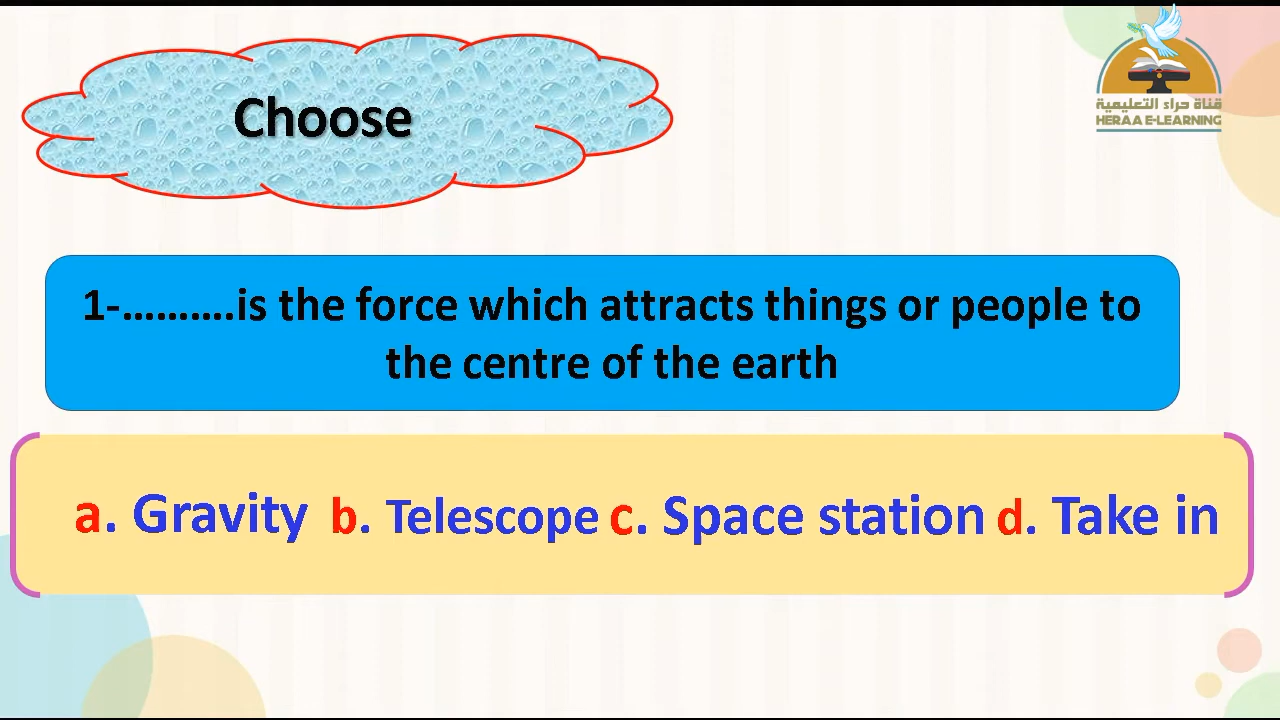 Choose
قناة حراء التعليمية
HERAA E-LEARNING
1-..........is the force which attracts things or people to
the centre of the earth
a. Gravity b. Telescope c. Space station d. Take in